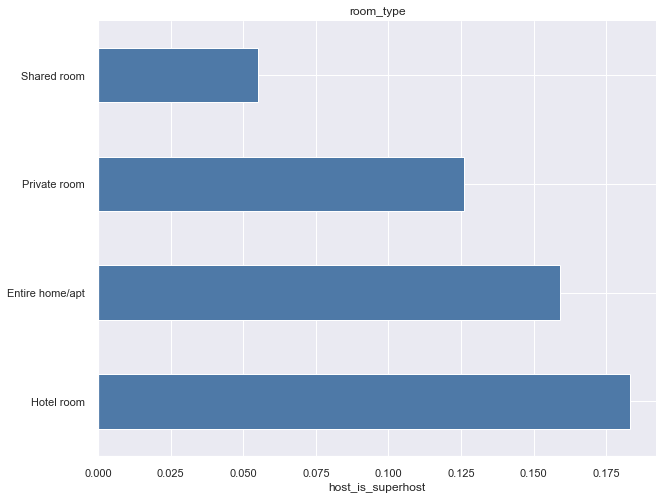 room_type
Shared room
Private room
Entire home/apt
Hotel room
0.000 0.025 0.050 0.075 0.100 0.125 0.150 0.175
host_is_superhost